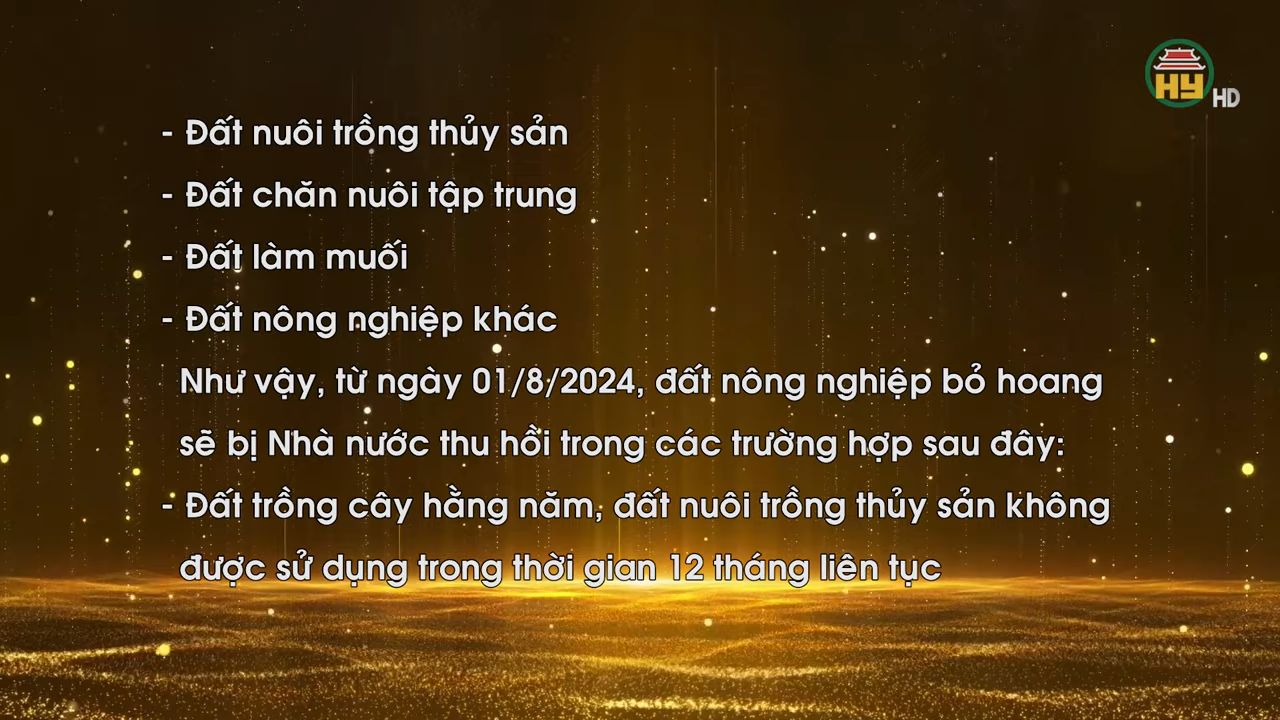 HY HD
- Đất nuôi trồng thủy sản
- Đất chăn nuôi tập trung
- Đất làm muối
- Đất nông nghiệp khác
Như vậy, từ ngày 01/8/2024, đất nông nghiệp bỏ hoang
sẽ bị Nhà nước thu hồi trong các trường hợp sau đây:
- Đất trồng cây hằng năm, đất nuôi trồng thủy sản không
được sử dụng trong thời gian 12 tháng liên tục